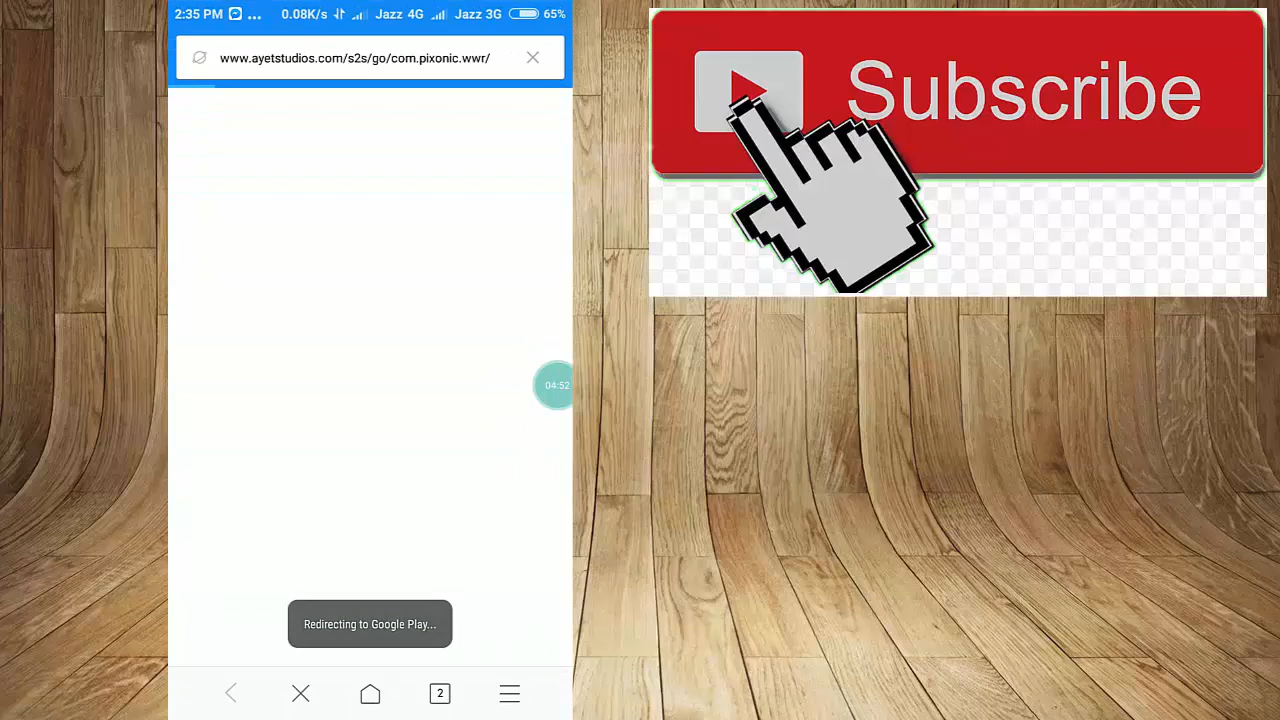 2:35 PM ... 0.08K/s Jazz 4G Jazz 3G 65%
www.ayetstudios.com/s2s/go/com.pixonic.wwr/
Subscribe
04:52
Redirecting to Google Play...
2